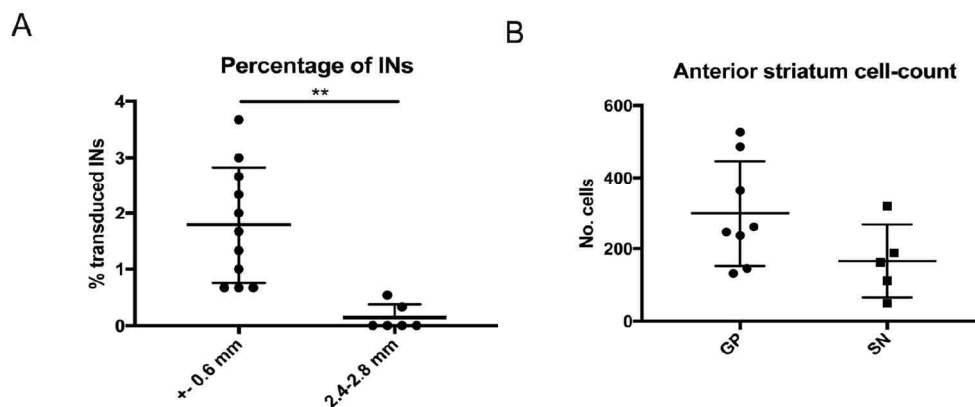 A
Percentage of INs
**
% transduced INs
4
3
2
1
0
+- 0.6 mm
2.4-2.8 mm
B
Anterior striatum cell-count
No. cells
600
400
200
0
GP
SN